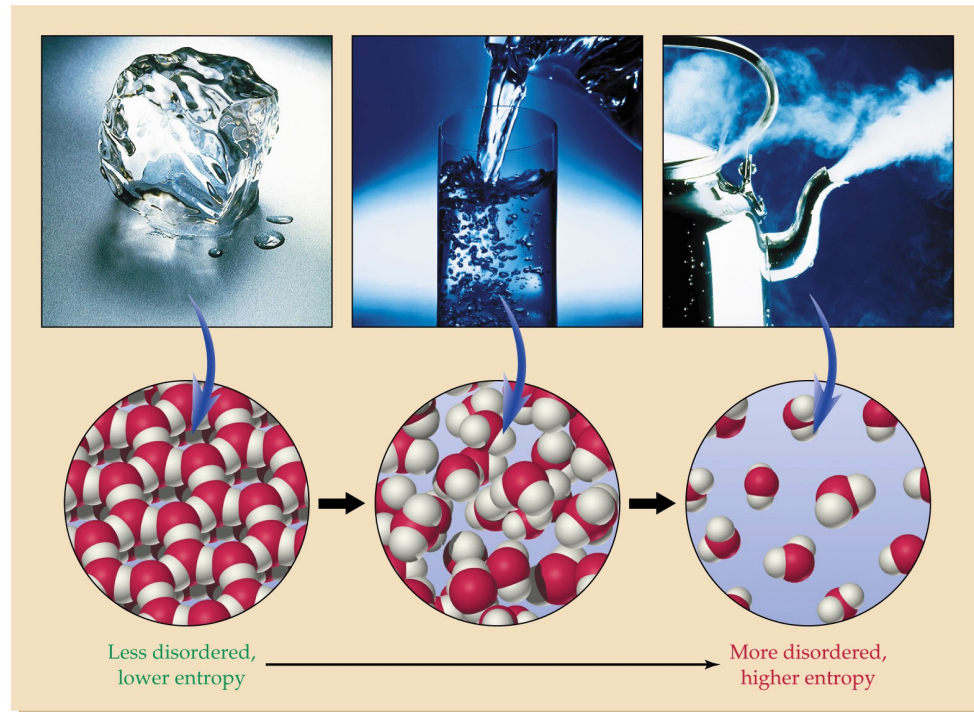 Less disordered,
lower entropy
More disordered,
higher entropy